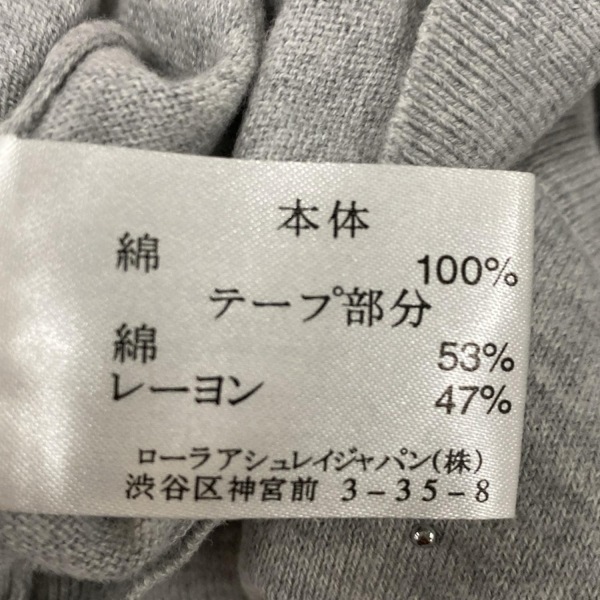 本体
綿 100%
テープ部分
綿 53%
レーヨン 47%
ローラアシュレイジャパン(株)
渋谷区神宮前 3-35-8